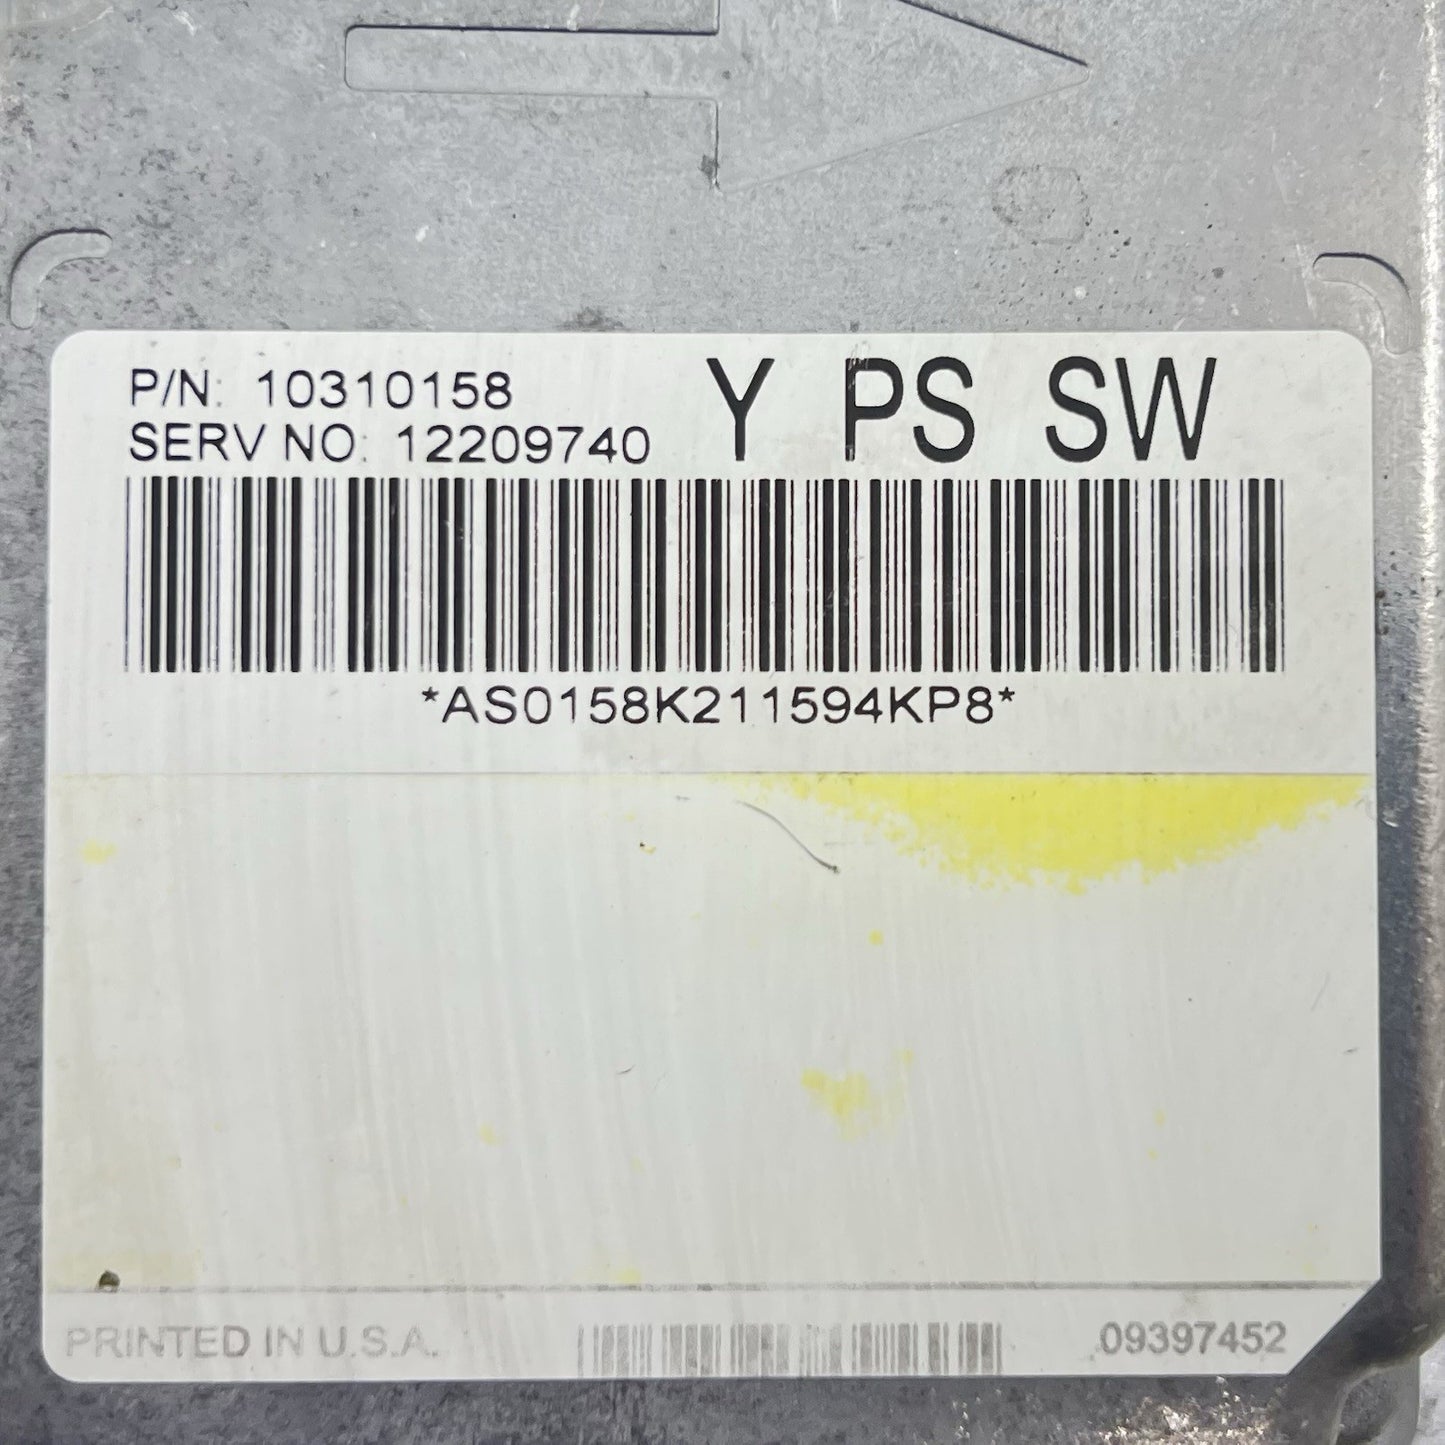 P/N: 10310158
SERV NO: 12209740
Y PS SW
*AS0158K211594KP8*
PRINTED IN U.S.A.
09397452